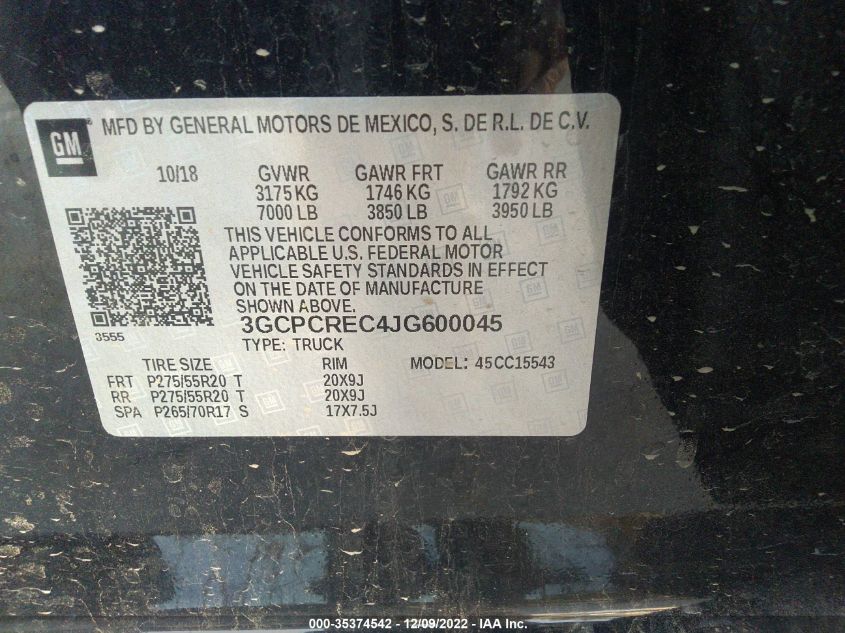 GM ® MFD BY GENERAL MOTORS DE MEXICO, S. DE R.L. DE C.V.
10/18 GVWR GAWR FRT GAWR RR
3175 KG 1746 KG 1792 KG
7000 LB 3850 LB 3950 LB
THIS VEHICLE CONFORMS TO ALL
APPLICABLE U.S. FEDERAL MOTOR
VEHICLE SAFETY STANDARDS IN EFFECT
ON THE DATE OF MANUFACTURE
SHOWN ABOVE.
3GCPCREC4JG600045
3555
TYPE: TRUCK
TIRE SIZE RIM MODEL: 45CC15543
FRT P275/55R20 T 20X9J
RR P275/55R20 T 20X9J
SPA P265/70R17 S 17X7.5J
000-35374542 - 12/09/2022 - IAA Inc.